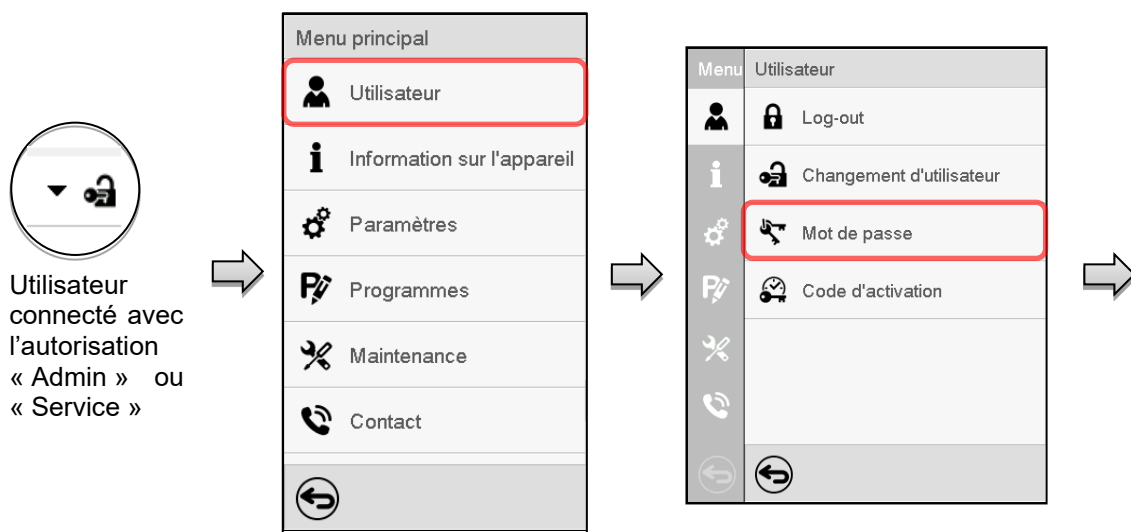 Utilisateur
connecté avec
l’autorisation
« Admin » ou
« Service »
Menu principal
Utilisateur
Information sur l'appareil
Paramètres
Programmes
Maintenance
Contact
Menu Utilisateur
Log-out
Changement d'utilisateur
Mot de passe
Code d'activation